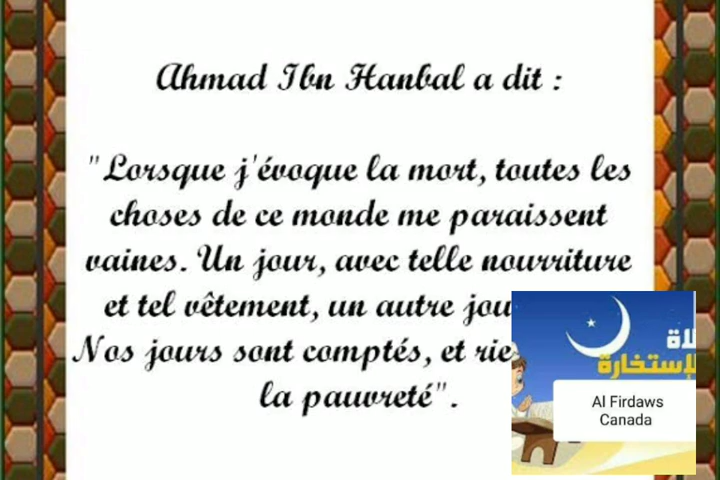 Ahmad Ibn Hanbal a dit :
"Lorsque j'évoque la mort, toutes les
choses de ce monde me paraissent
vaines. Un jour, avec telle nourriture
et tel vêtement, un autre
Nos jours sont comptés, et
la pauvreté".
الإستخارة
Al Firdaws
Canada